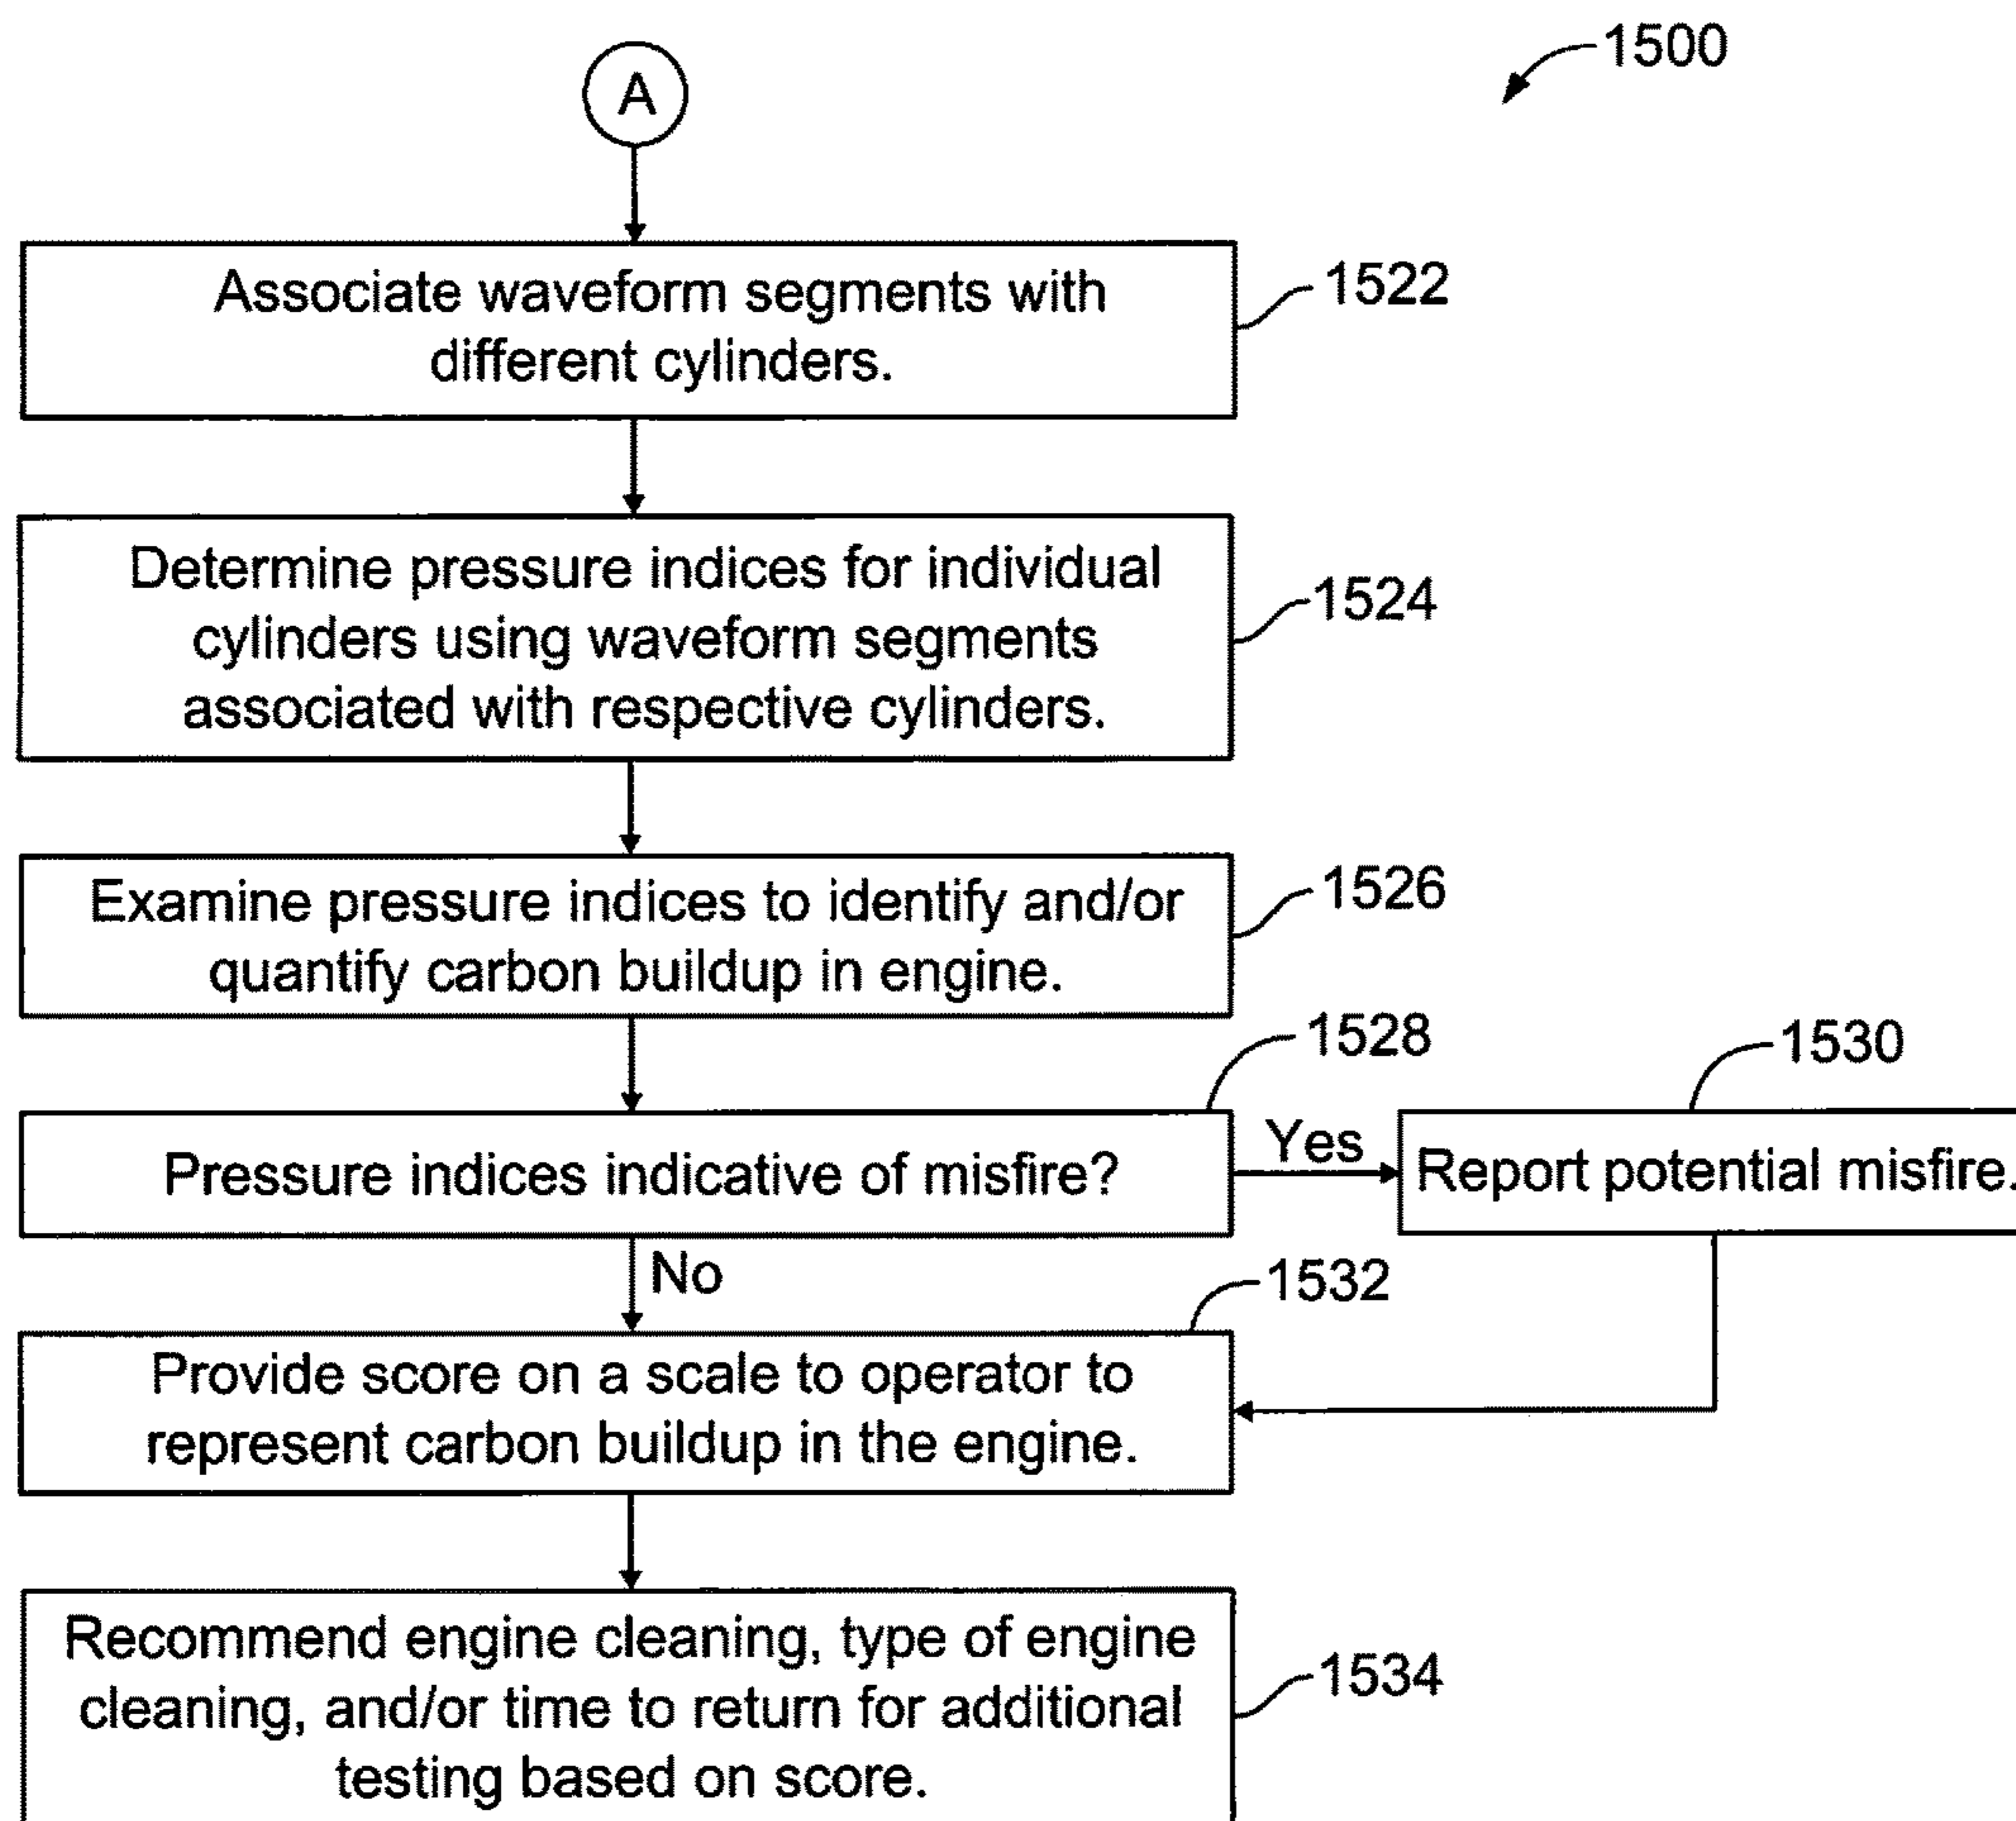 A
1500
Associate waveform segments with
different cylinders.
1522
Determine pressure indices for individual
cylinders using waveform segments
associated with respective cylinders.
1524
Examine pressure indices to identify and/or
quantify carbon buildup in engine.
1526
1528
1530
Pressure indices indicative of misfire?
Yes
Report potential misfire.
No
1532
Provide score on a scale to operator to
represent carbon buildup in the engine.
Recommend engine cleaning, type of engine
cleaning, and/or time to return for additional
testing based on score.
1534